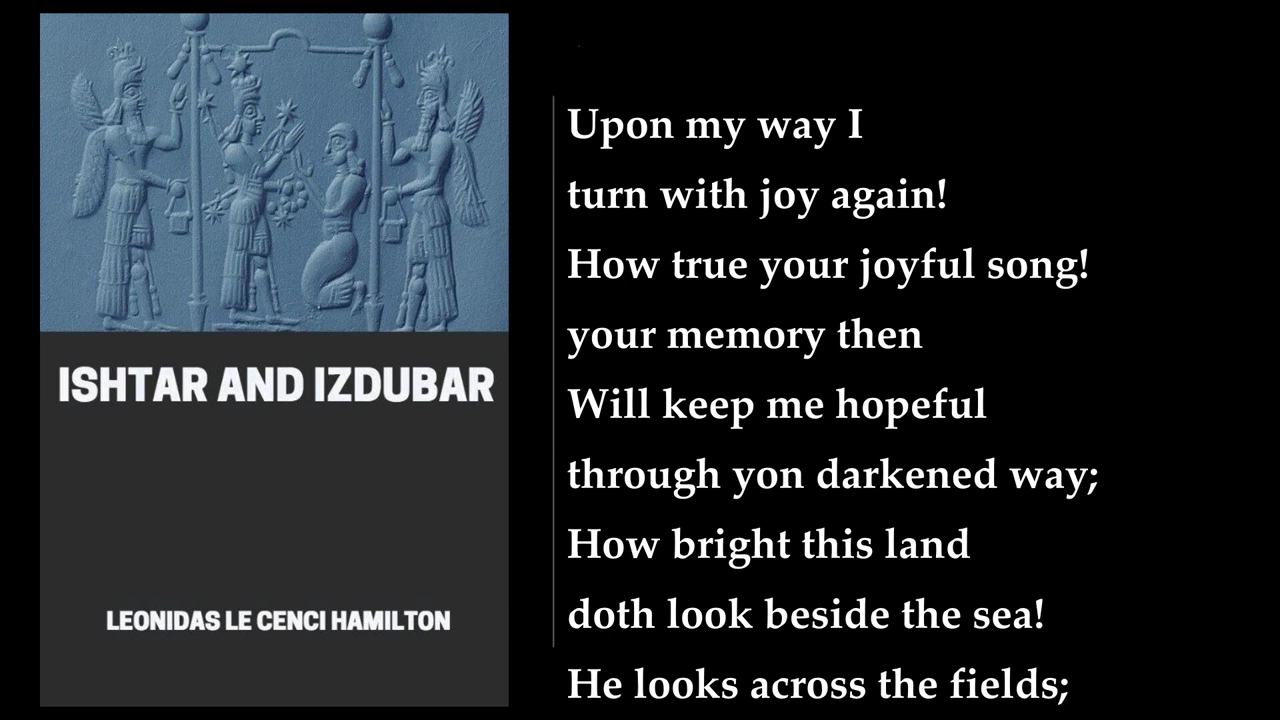 ISHTAR AND IZDUBAR
LEONIDAS LE CENCI HAMILTON
Upon my way I
turn with joy again!
How true your joyful song!
your memory then
Will keep me hopeful
through yon darkened way;
How bright this land
doth look beside the sea!
He looks across the fields;